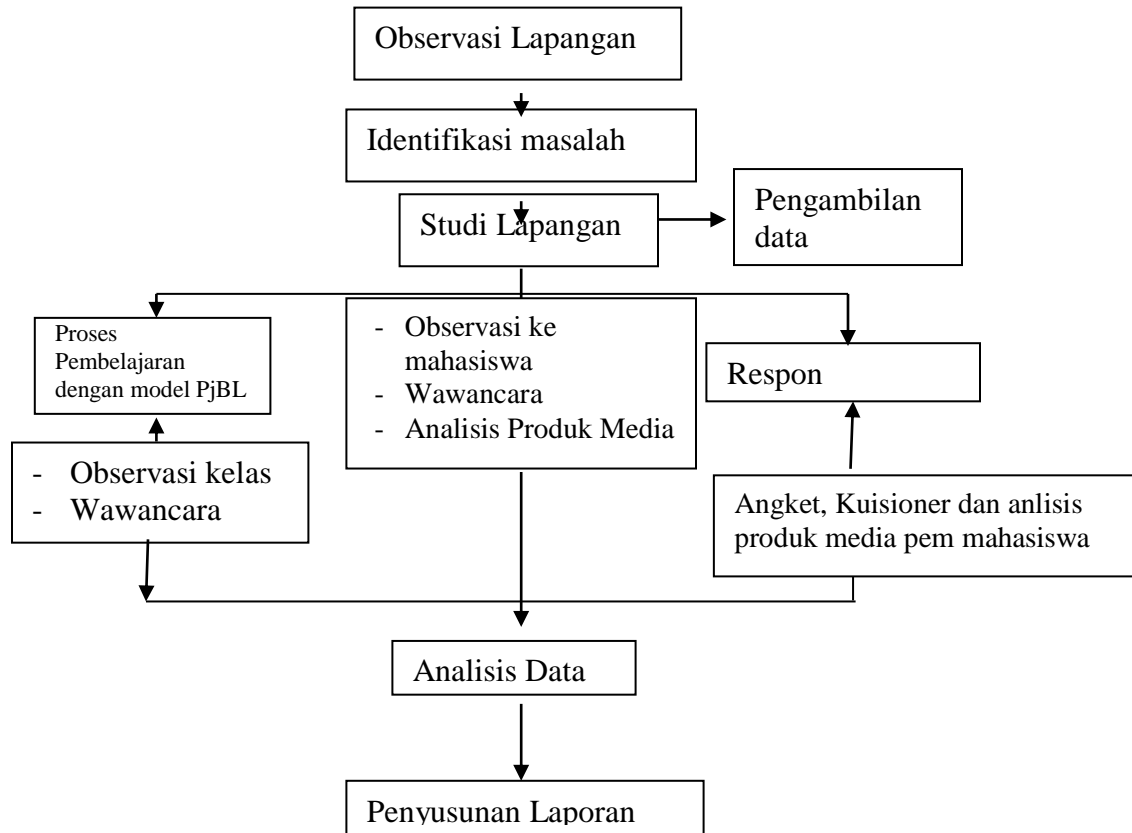 Observasi Lapangan
Identifikasi masalah
Studi Lapangan
Pengambilan
data
Proses
Pembelajaran
dengan model PjBL
- Observasi ke
mahasiswa
- Wawancara
- Analisis Produk Media
Respon
- Observasi kelas
- Wawancara
Angket, Kuisioner dan anlisis
produk media pem mahasiswa
Analisis Data
Penyusunan Laporan